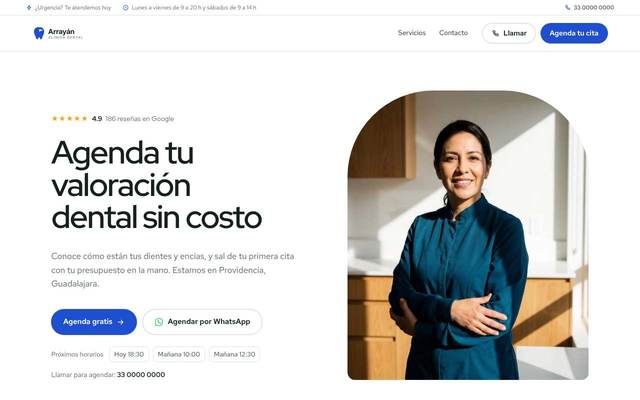 ¿Urgencia? Te atendemos hoy
Lunes a viernes de 9 a 20 h y sábados de 9 a 14 h
33 0000 0000
Arrayán
CLÍNICA DENTAL
Servicios
Contacto
Llamar
Agenda tu cita
4.9 186 reseñas en Google
Agenda tu
valoración
dental sin costo
Conoce cómo están tus dientes y encías, y sal de tu primera cita
con tu presupuesto en la mano. Estamos en Providencia,
Guadalajara.
Agenda gratis
Agendar por WhatsApp
Próximos horarios
Hoy 18:30
Mañana 10:00
Mañana 12:30
Llamar para agendar: 33 0000 0000